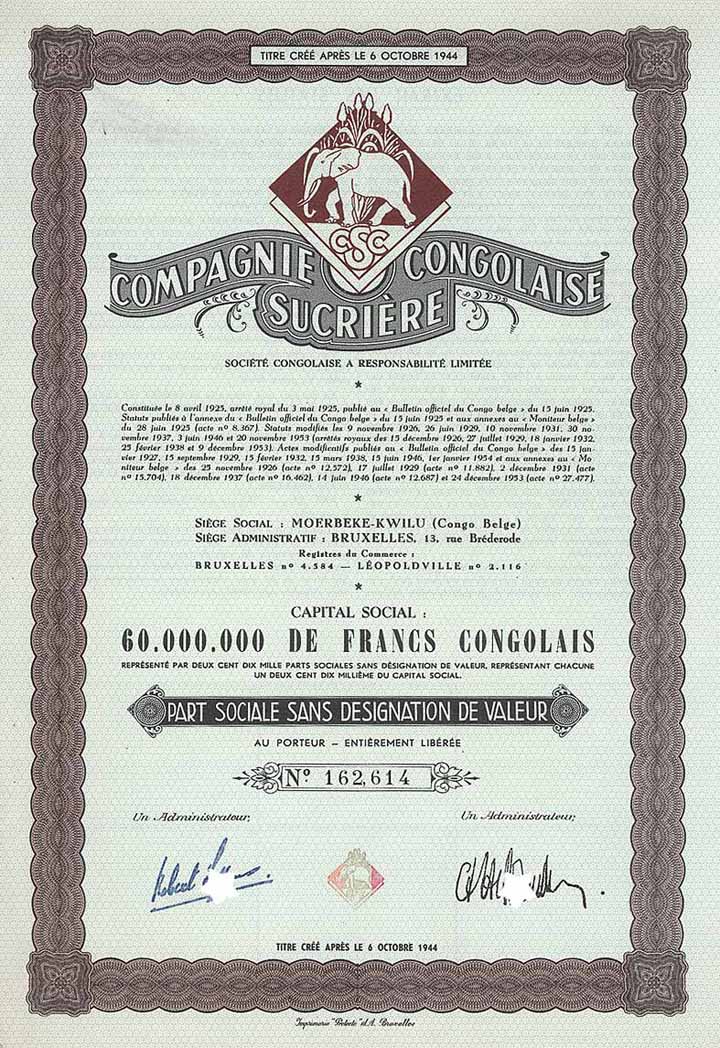 TITRE CRÉÉ APRÈS LE 6 OCTOBRE 1944
CSC
COMPAGNIE CONGOLAISE
SUCRIÈRE
SOCIÉTÉ CONGOLAISE A RESPONSABILITÉ LIMITÉE
*
Constituée le 8 avril 1925, arrêté royal du 3 mai 1925, publié au « Bulletin officiel du Congo belge » du 15 juin 1925.
Statuts publiés à l'annexe du « Bulletin officiel du Congo belge » du 15 juin 1925 et aux annexes au « Moniteur belge »
du 28 juin 1925 (acte nº 8.367). Statuts modifiés les 9 novembre 1926, 26 juin 1929, 10 novembre 1931, 30 no-
vembre 1937, 3 juin 1946 et 20 novembre 1953 (arrêtés royaux des 15 décembre 1926, 27 juillet 1929, 18 janvier 1932,
25 février 1938 et 9 décembre 1953). Actes modificatifs publiés au « Bulletin officiel du Congo belge » des 15 jan-
vier 1927, 15 septembre 1929, 15 février 1932, 15 mars 1938, 15 juin 1946, 1er janvier 1954 et aux annexes au « Mo-
niteur belge » des 25 novembre 1926 (acte nº 12.572), 17 juillet 1929 (acte nº 11.882), 2 décembre 1931 (acte
nº 15.704), 18 décembre 1937 (acte nº 16.462), 14 juin 1946 (acte nº 12.687) et 24 décembre 1953 (acte nº 27.477).
*
SIÈGE SOCIAL : MOERBEKE-KWILU (Congo Belge)
SIÈGE ADMINISTRATIF : BRUXELLES, 13, rue Bréderode
Registres du Commerce :
BRUXELLES nº 4.584 — LÉOPOLDVILLE nº 2.116
*
CAPITAL SOCIAL :
60.000.000 DE FRANCS CONGOLAIS
REPRÉSENTÉ PAR DEUX CENT DIX MILLE PARTS SOCIALES SANS DÉSIGNATION DE VALEUR, REPRÉSENTANT CHACUNE
UN DEUX CENT DIX MILLIÈME DU CAPITAL SOCIAL.
PART SOCIALE SANS DESIGNATION DE VALEUR
AU PORTEUR – ENTIÈREMENT LIBÉRÉE
Nº 162,614
Un Administrateur,
Un Administrateur,
TITRE CRÉÉ APRÈS LE 6 OCTOBRE 1944
Imprimerie
Bruxelles